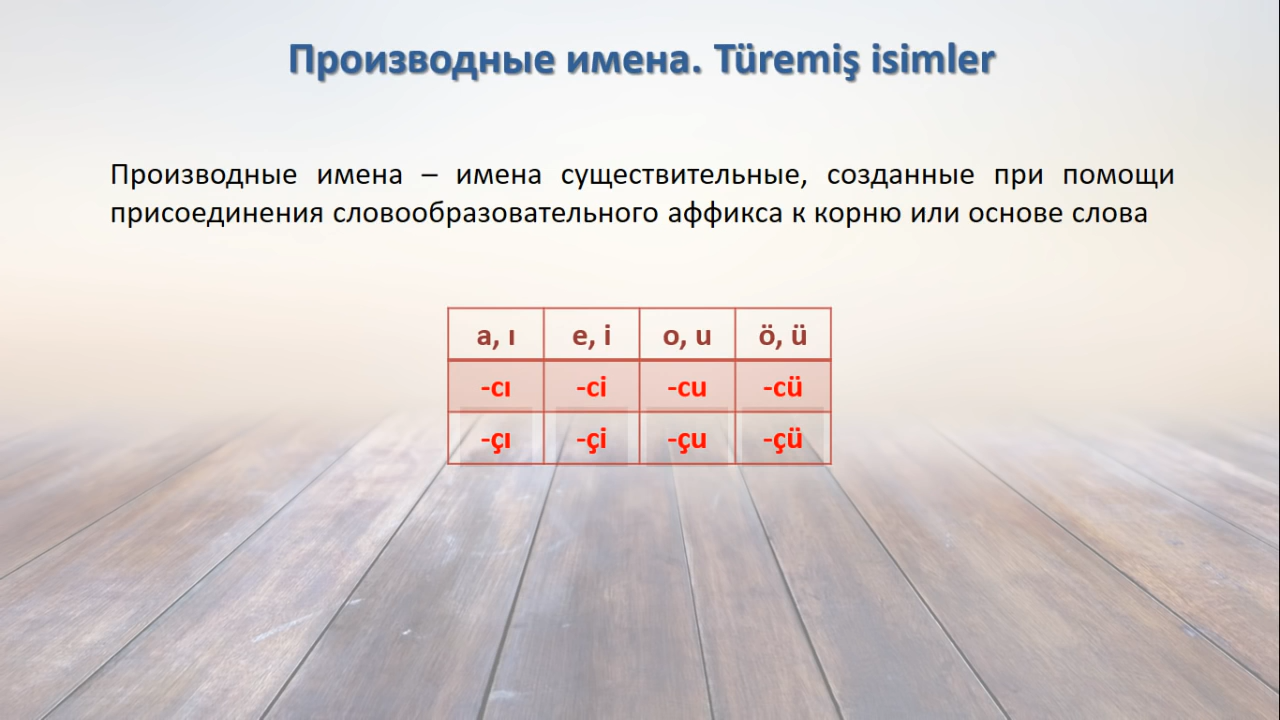 Производные имена. Türemiş isimler
Производные имена – имена существительные, созданные при помощи
присоединения словообразовательного аффикса к корню или основе слова
a, ı e, i o, u ö, ü
-cı -ci -cu -cü
-çı -çi -çu -çü